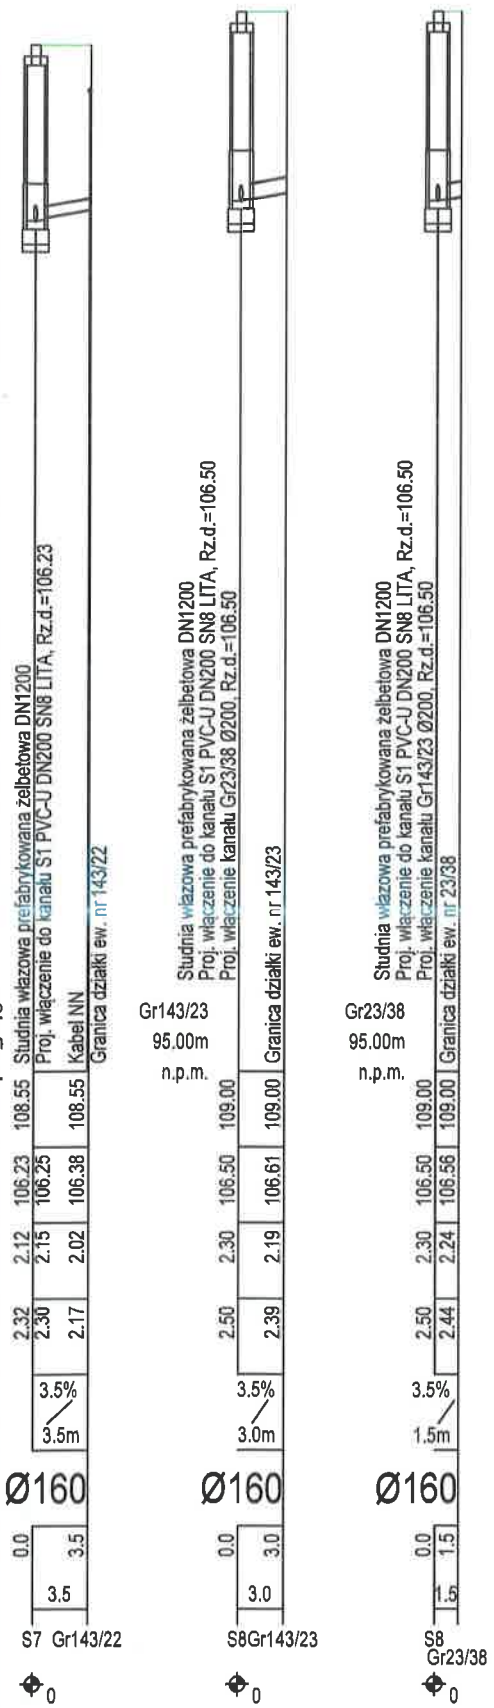 Studnia włazowa prefabrykowana żelbetowa DN1200
Proj. włączenie do kanału S1 PVC-U DN200 SN8 LITA, Rz.d.=106.23
Kabel NN
Granica działki ew. nr 143/22
108.55
108.55
106.23
106.25
106.38
2.12
2.15
2.02
2.32
2.30
2.17
3.5%
3.5m
Ø160
0.0
3.5
3.5
S7 Gr143/22
0
Gr143/23
95.00m
n.p.m.
Studnia włazowa prefabrykowana żelbetowa DN1200
Proj. włączenie do kanału S1 PVC-U DN200 SN8 LITA, Rz.d.=106.50
Proj. włączenie kanału Gr23/38 Ø200, Rz.d.=106.50
Granica działki ew. nr 143/23
109.00
109.00
106.50
106.61
2.30
2.19
2.50
2.39
3.5%
3.0m
Ø160
0.0
3.0
3.0
S8Gr143/23
0
Gr23/38
95.00m
n.p.m.
Studnia włazowa prefabrykowana żelbetowa DN1200
Proj. włączenie do kanału S1 PVC-U DN200 SN8 LITA, Rz.d.=106.50
Proj. włączenie kanału Gr143/23 Ø200, Rz.d.=106.50
Granica działki ew. nr 23/38
109.00
109.00
106.50
106.56
2.30
2.24
2.50
2.44
3.5%
1.5m
Ø160
0.0
1.5
1.5
S8
Gr23/38
0